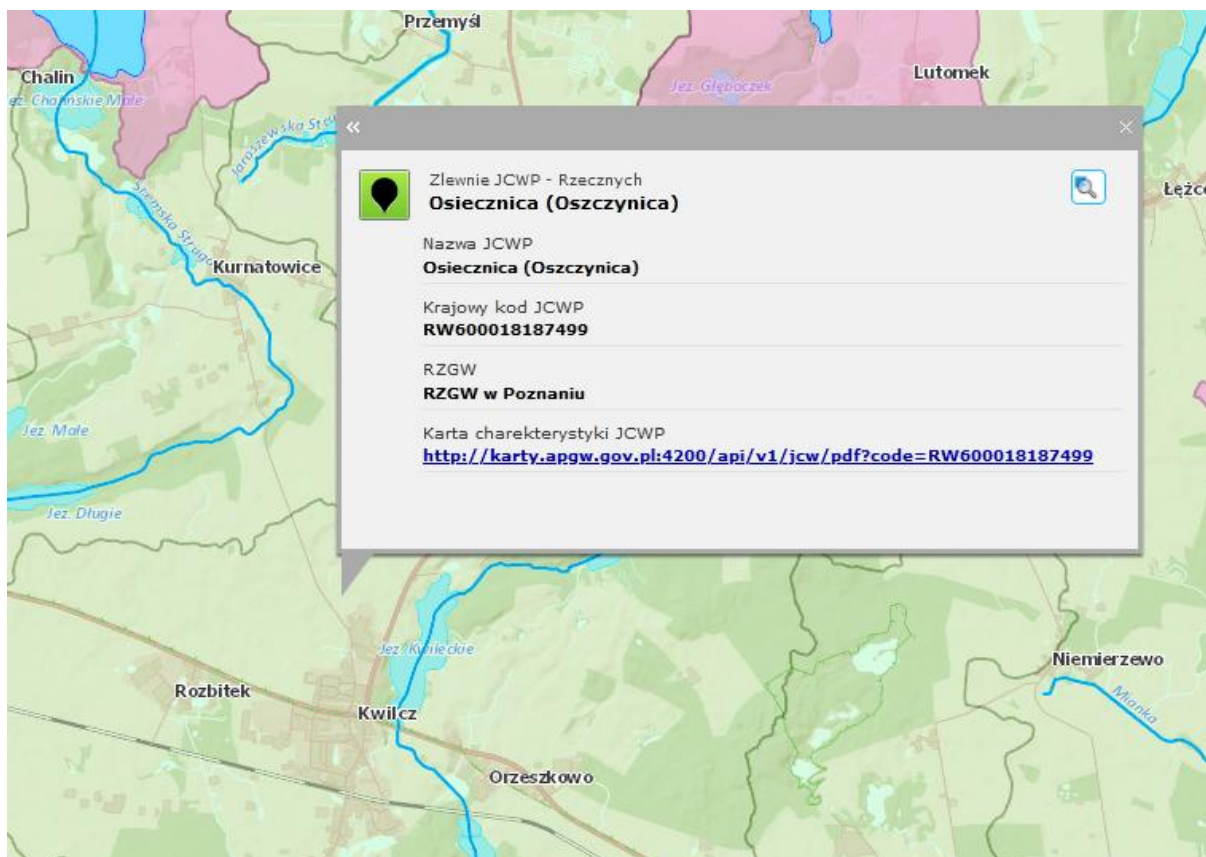 Przemyśl
Chalin
Lutomek
Jez. Głęboczek
Jez. Chalińskie Małe
Jaroszewska Stru
«
×
Zlewnie JCWP - Rzecznych
Osiecznica (Oszczynica)
Łężc
Śremska Struga
Nazwa JCWP
Osiecznica (Oszczynica)
Kurnatowice
Krajowy kod JCWP
RW600018187499
RZGW
RZGW w Poznaniu
Jez. Małe
Karta charekterystyki JCWP
http://karty.apgw.gov.pl:4200/api/v1/jcw/pdf?code=RW600018187499
Jez. Długie
Jez. Kwileckie
Niemierzewo
Rozbitek
Mianka
Kwilcz
Orzeszkowo